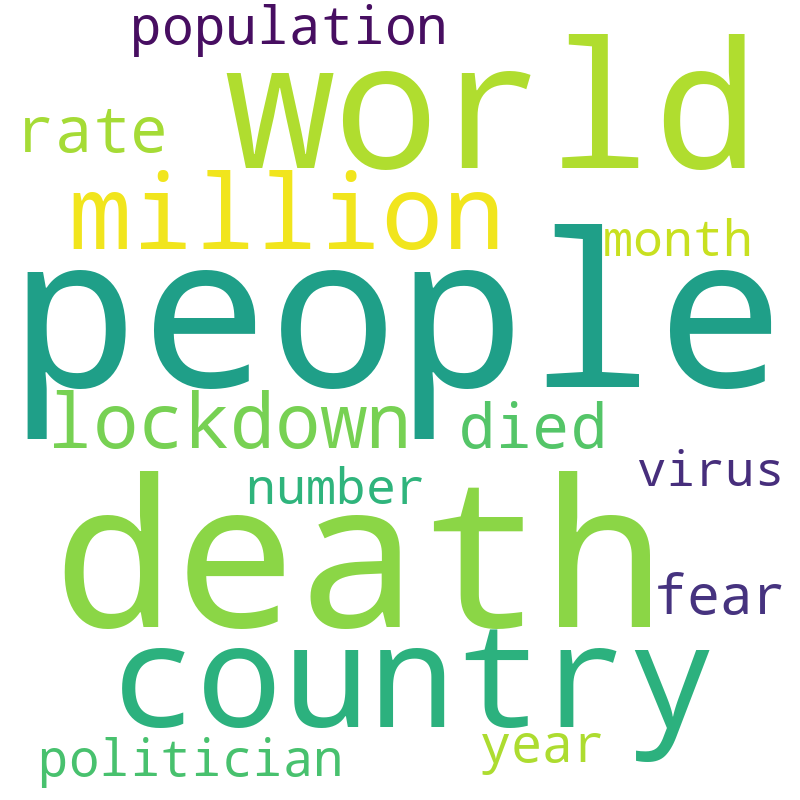 population
world
rate
million
month
people
lockdown
died
virus
number
death
fear
country
year
politician